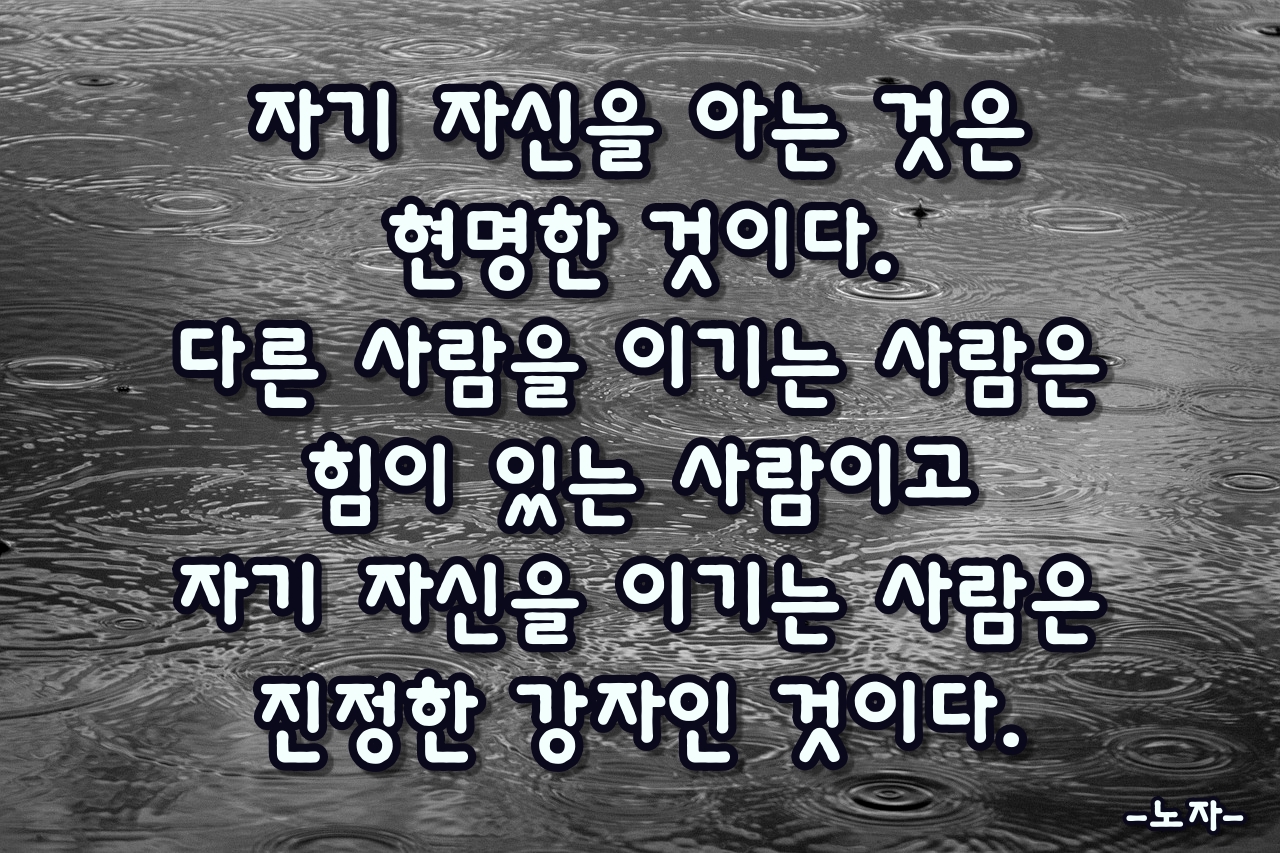 자기 자신을 아는 것은
현명한 것이다.
다른 사람을 이기는 사람은
힘이 있는 사람이고
자기 자신을 이기는 사람은
진정한 강자인 것이다.
-노자-